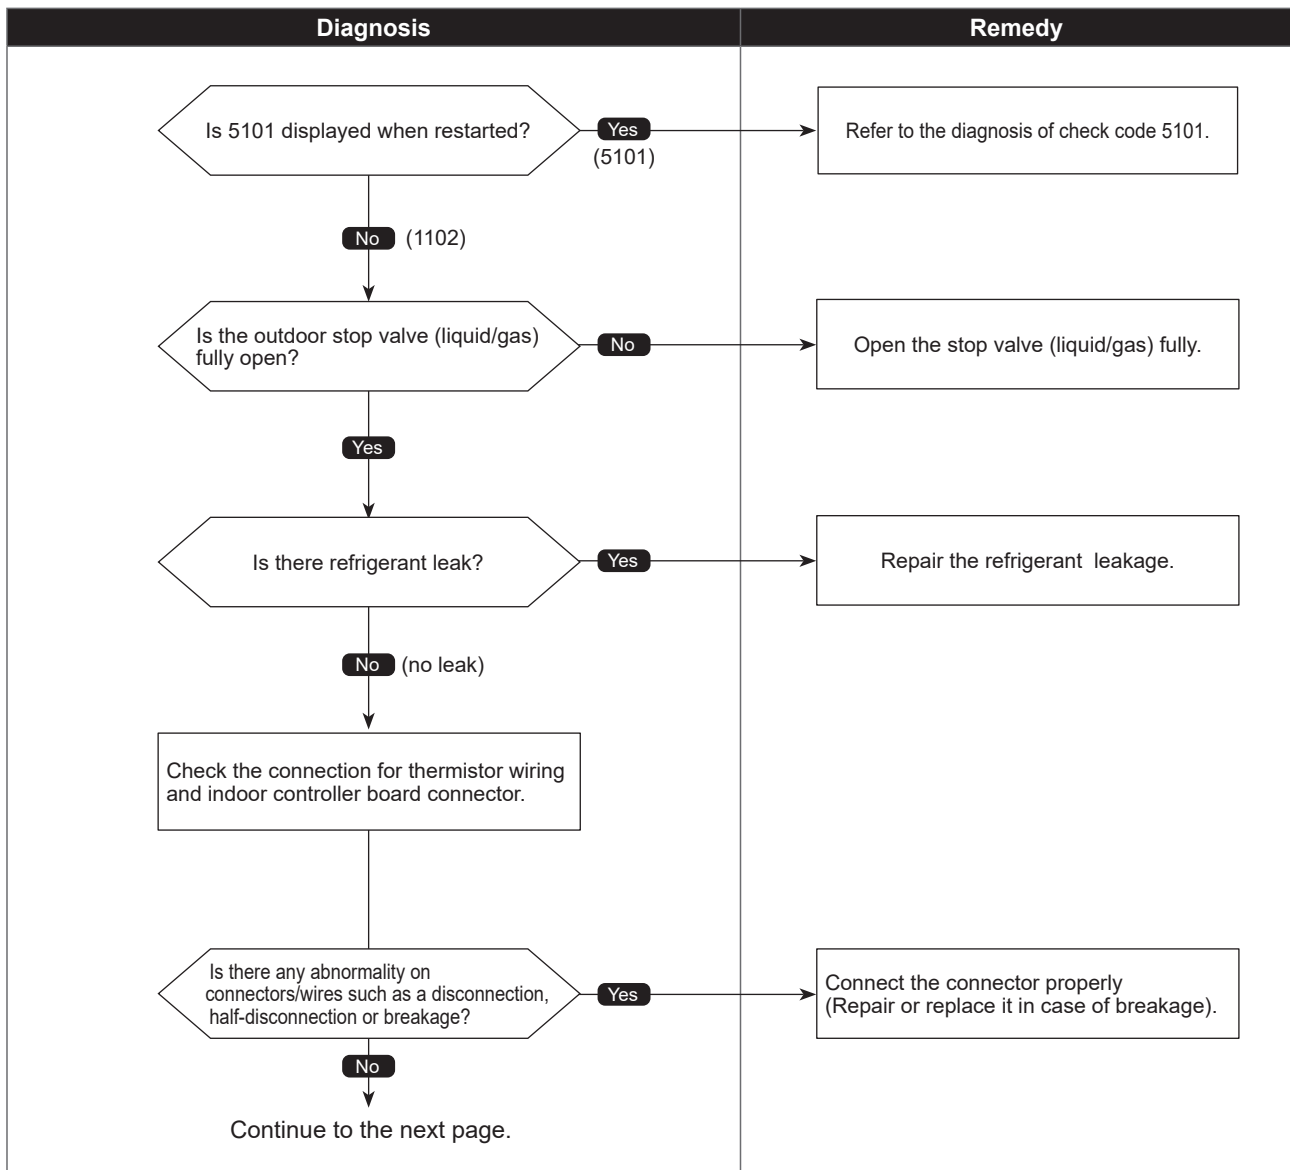 Diagnosis
Remedy
Is 5101 displayed when restarted?
Yes
(5101)
Refer to the diagnosis of check code 5101.
No (1102)
Is the outdoor stop valve (liquid/gas)
fully open?
No
Open the stop valve (liquid/gas) fully.
Yes
Is there refrigerant leak?
Yes
Repair the refrigerant leakage.
No (no leak)
Check the connection for thermistor wiring
and indoor controller board connector.
Is there any abnormality on
connectors/wires such as a disconnection,
half-disconnection or breakage?
Yes
Connect the connector properly
(Repair or replace it in case of breakage).
No
Continue to the next page.